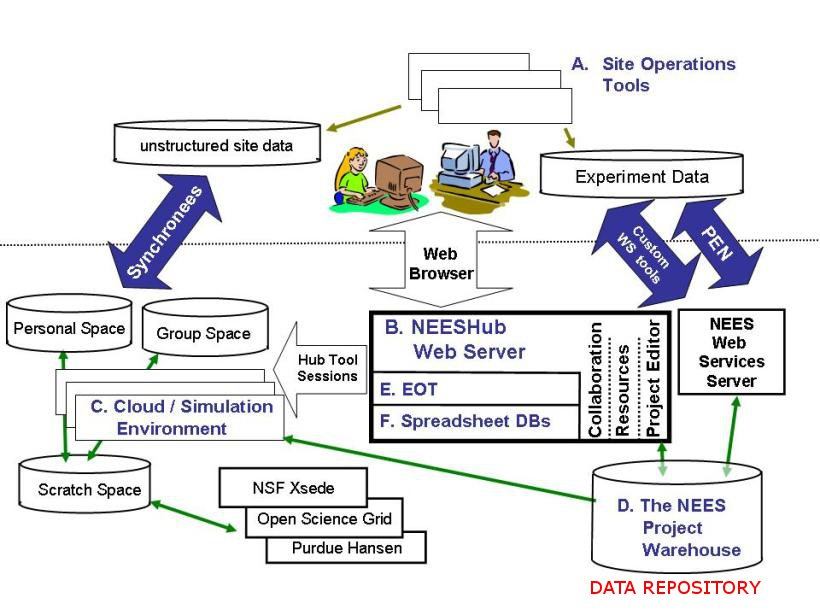 A. Site Operations
Tools
unstructured site data
Experiment Data
Synchronees
Custom
WS tools
PEN
Web
Browser
Personal Space
Group Space
Hub Tool
Sessions
B. NEESHub
Web Server
E. EOT
F. Spreadsheet DBs
Collaboration
Resources
Project Editor
NEES
Web
Services
Server
C. Cloud / Simulation
Environment
Scratch Space
NSF Xsede
Open Science Grid
Purdue Hansen
D. The NEES
Project
Warehouse
DATA REPOSITORY